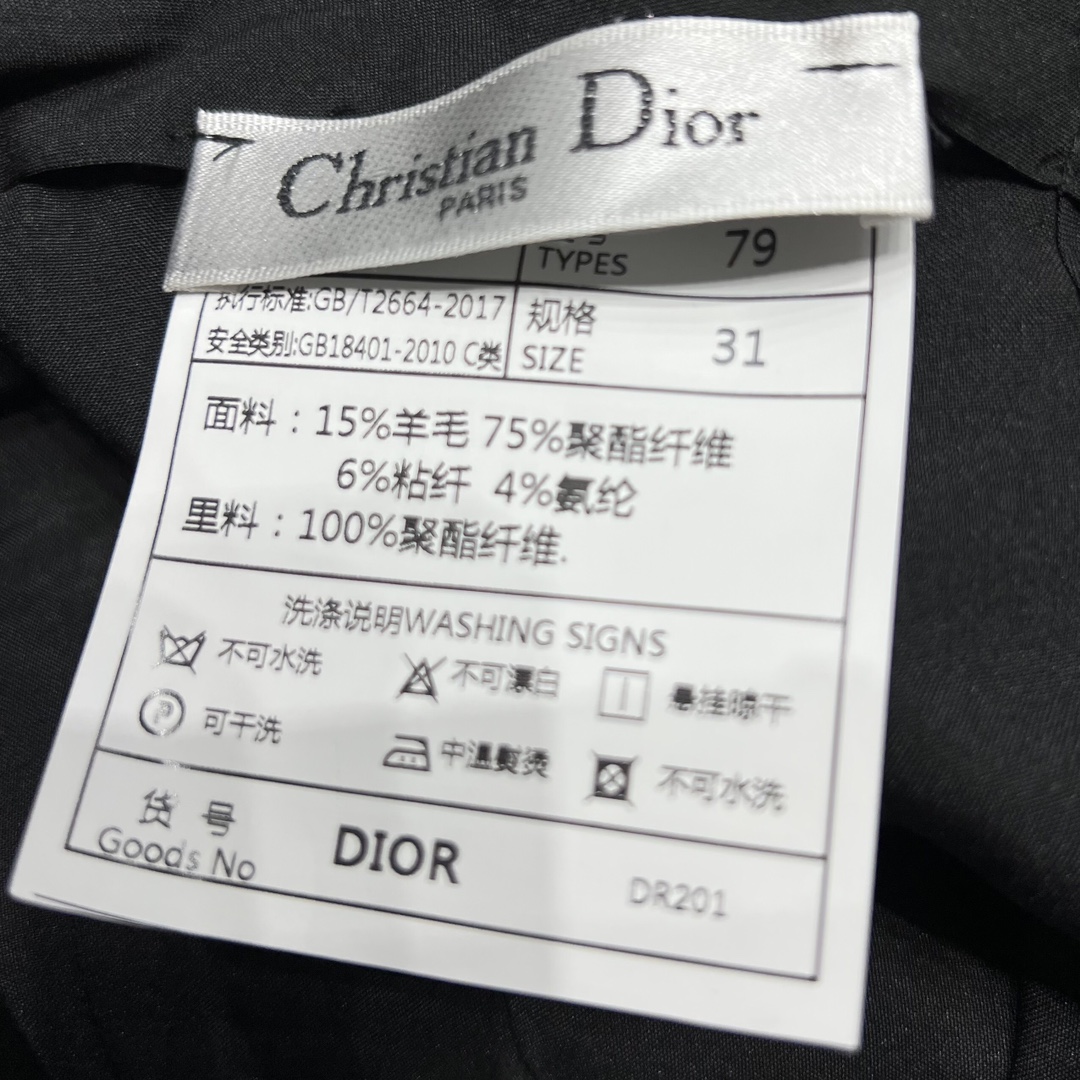 Christian Dior
PARIS
TYPES 79
执行标准:GB/T2664-2017
安全类别:GB18401-2010 C类
规格
SIZE 31
面料：15%羊毛 75%聚酯纤维
6%粘纤 4%氨纶
里料：100%聚酯纤维.
洗涤说明WASHING SIGNS
不可水洗 不可漂白 悬挂晾干
可干洗 中温熨烫 不可水洗
货号
Goods No DIOR DR201